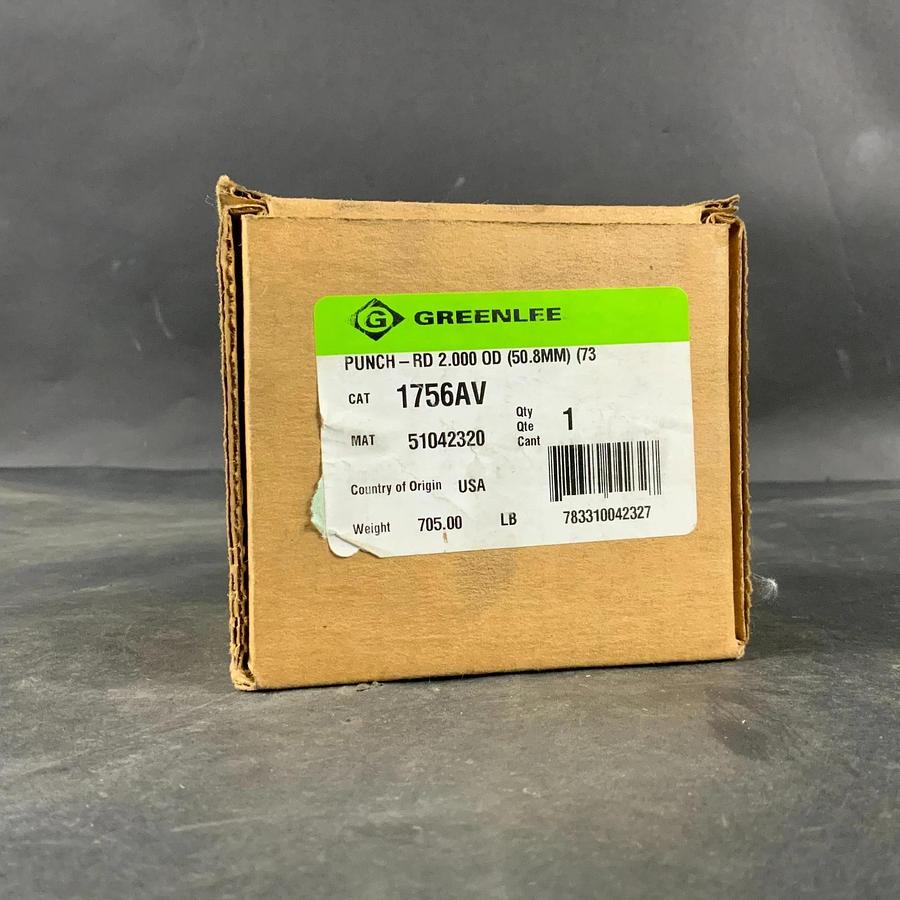 G GREENLEE
PUNCH – RD 2.000 OD (50.8MM) (73
CAT 1756AV
Qty
Qte 1
Cant
MAT 51042320
Country of Origin USA
Weight 705.00 LB
783310042327